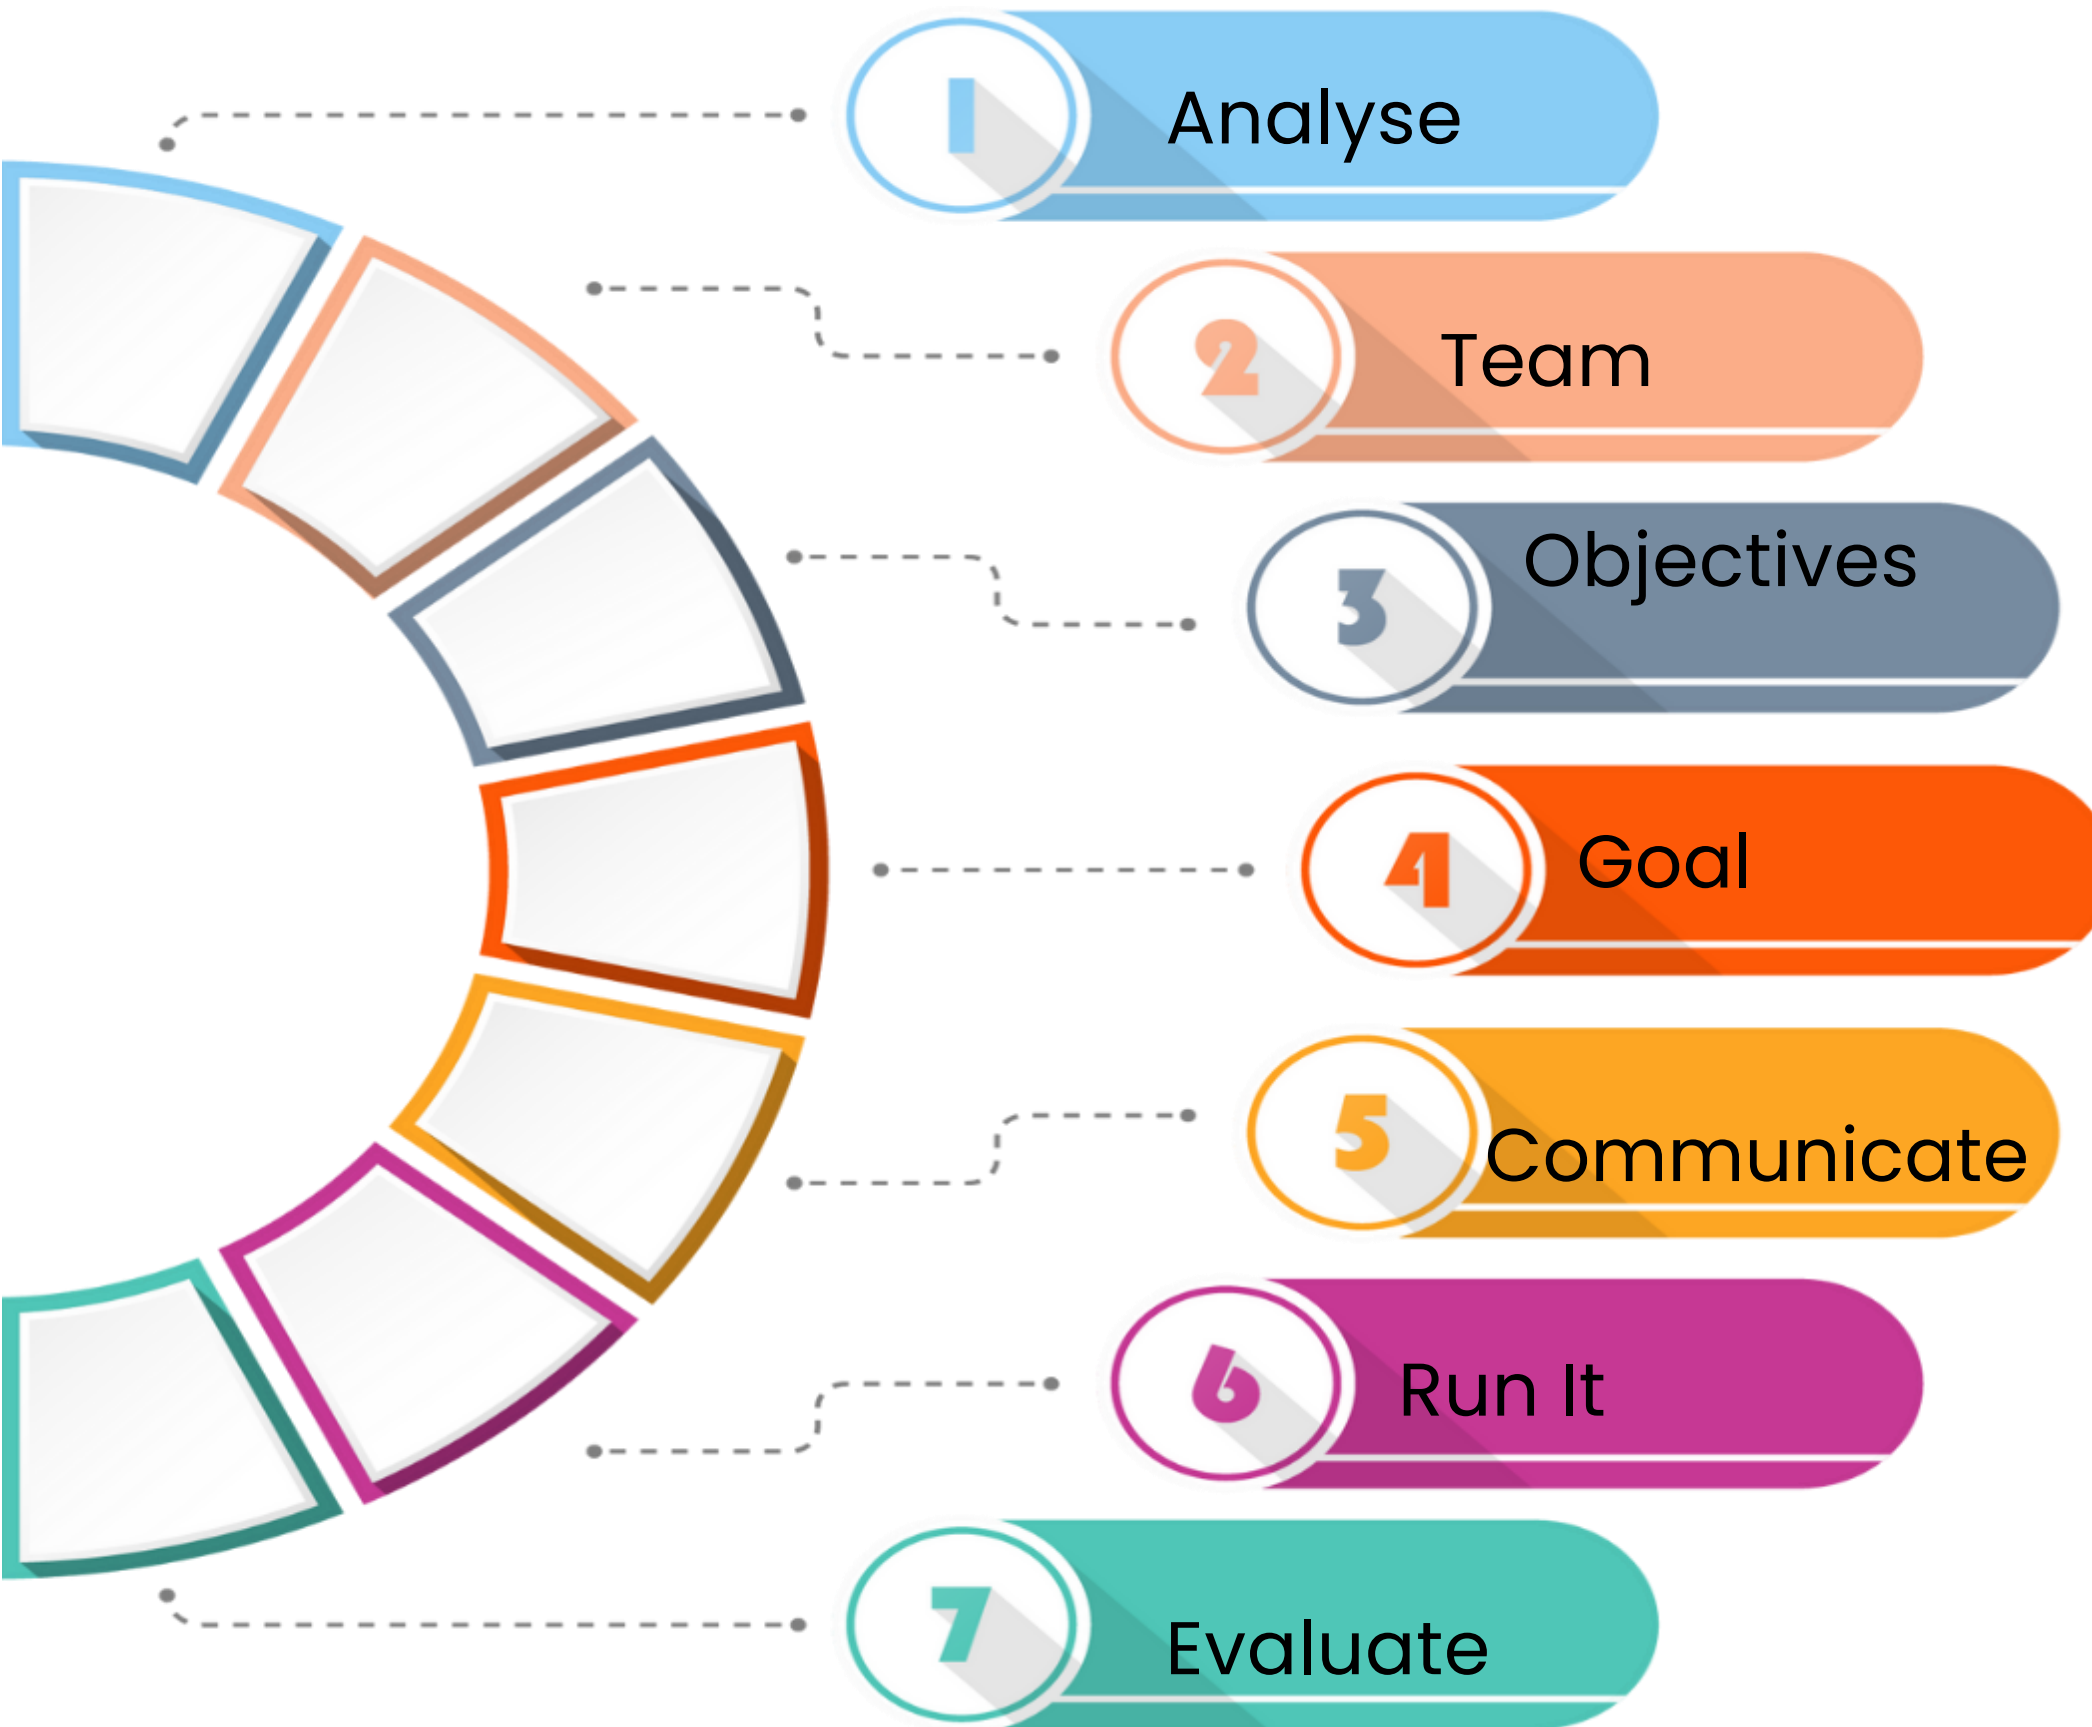 1 Analyse
2 Team
3 Objectives
4 Goal
5 Communicate
6 Run It
7 Evaluate